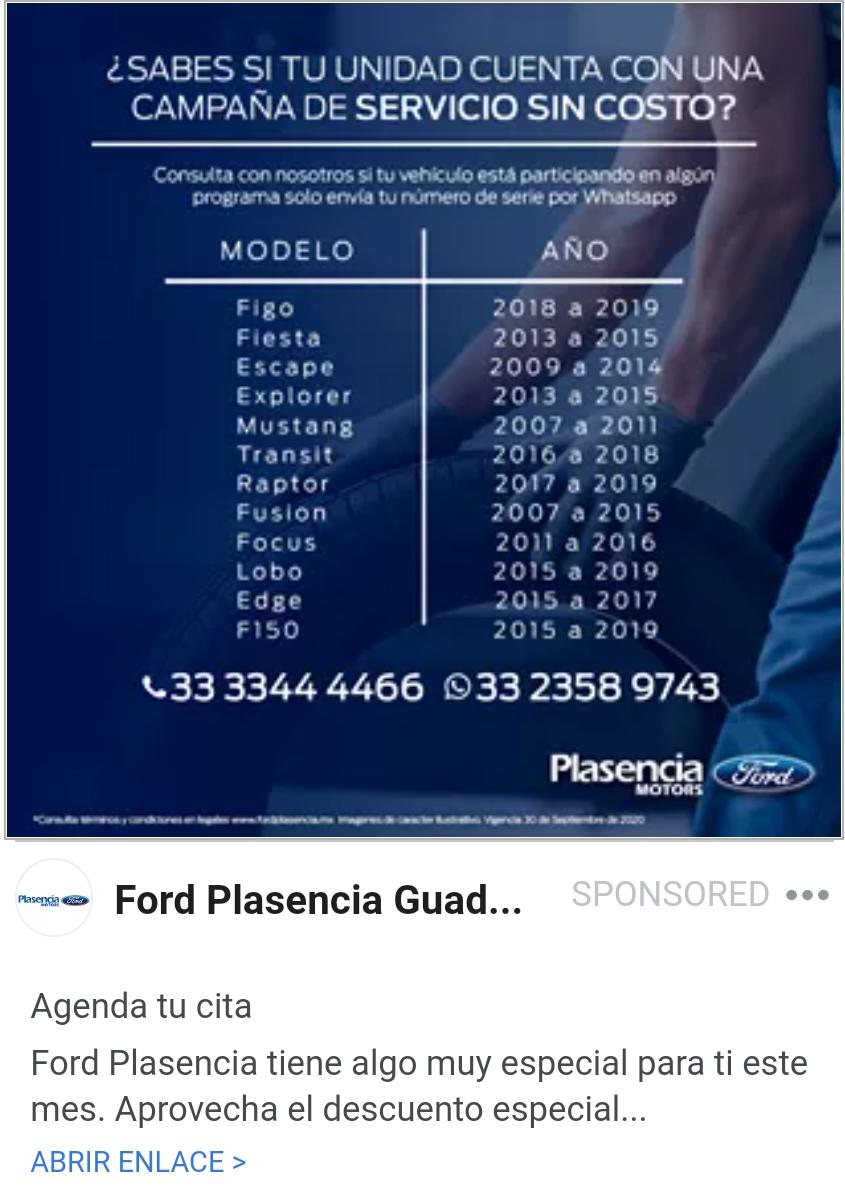 ¿SABES SI TU UNIDAD CUENTA CON UNA
CAMPAÑA DE SERVICIO SIN COSTO?
Consulta con nosotros si tu vehículo está participando en algún
programa solo envía tu número de serie por Whatsapp
MODELO AÑO
Figo 2018 a 2019
Fiesta 2013 a 2015
Escape 2009 a 2014
Explorer 2013 a 2015
Mustang 2007 a 2011
Transit 2016 a 2018
Raptor 2017 a 2019
Fusion 2007 a 2015
Focus 2011 a 2016
Lobo 2015 a 2019
Edge 2015 a 2017
F150 2015 a 2019
33 3344 4466 33 2358 9743
Plasencia Ford
MOTORS
*Consulta términos y condiciones en legales www.fordplasencia.mx Imagenes de caracter ilustrativo. Vigencia 30 de Septiembre de 2020
Plasencia Ford
MOTORS
Ford Plasencia Guad... SPONSORED
Agenda tu cita
Ford Plasencia tiene algo muy especial para ti este
mes. Aprovecha el descuento especial...
ABRIR ENLACE >